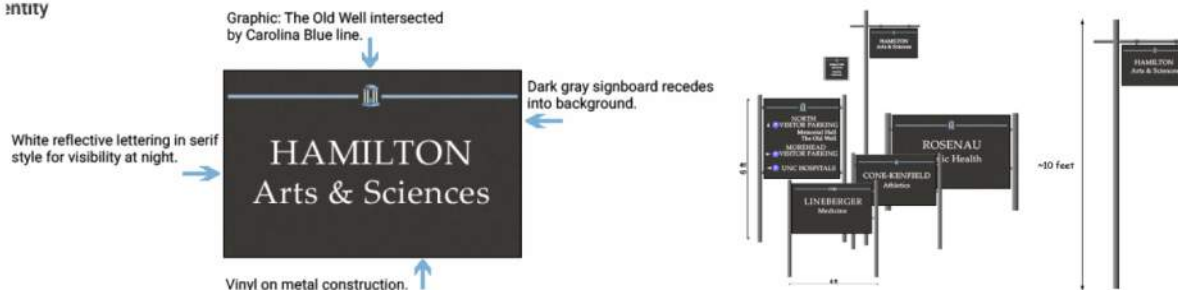 entity
Graphic: The Old Well intersected
by Carolina Blue line.
Dark gray signboard recedes
into background.
White reflective lettering in serif
style for visibility at night.
HAMILTON
Arts & Sciences
Vinyl on metal construction.
HAMILTON
Arts & Sciences
NORTH
VISITOR PARKING
Memorial Hall
The Old Well
MOREHEAD
VISITOR PARKING
UNC HOSPITALS
6 ft
ROSENAU
ic Health
CONE-KENFIELD
Athletics
LINEBERGER
Medicine
~10 feet
HAMILTON
Arts & Sciences